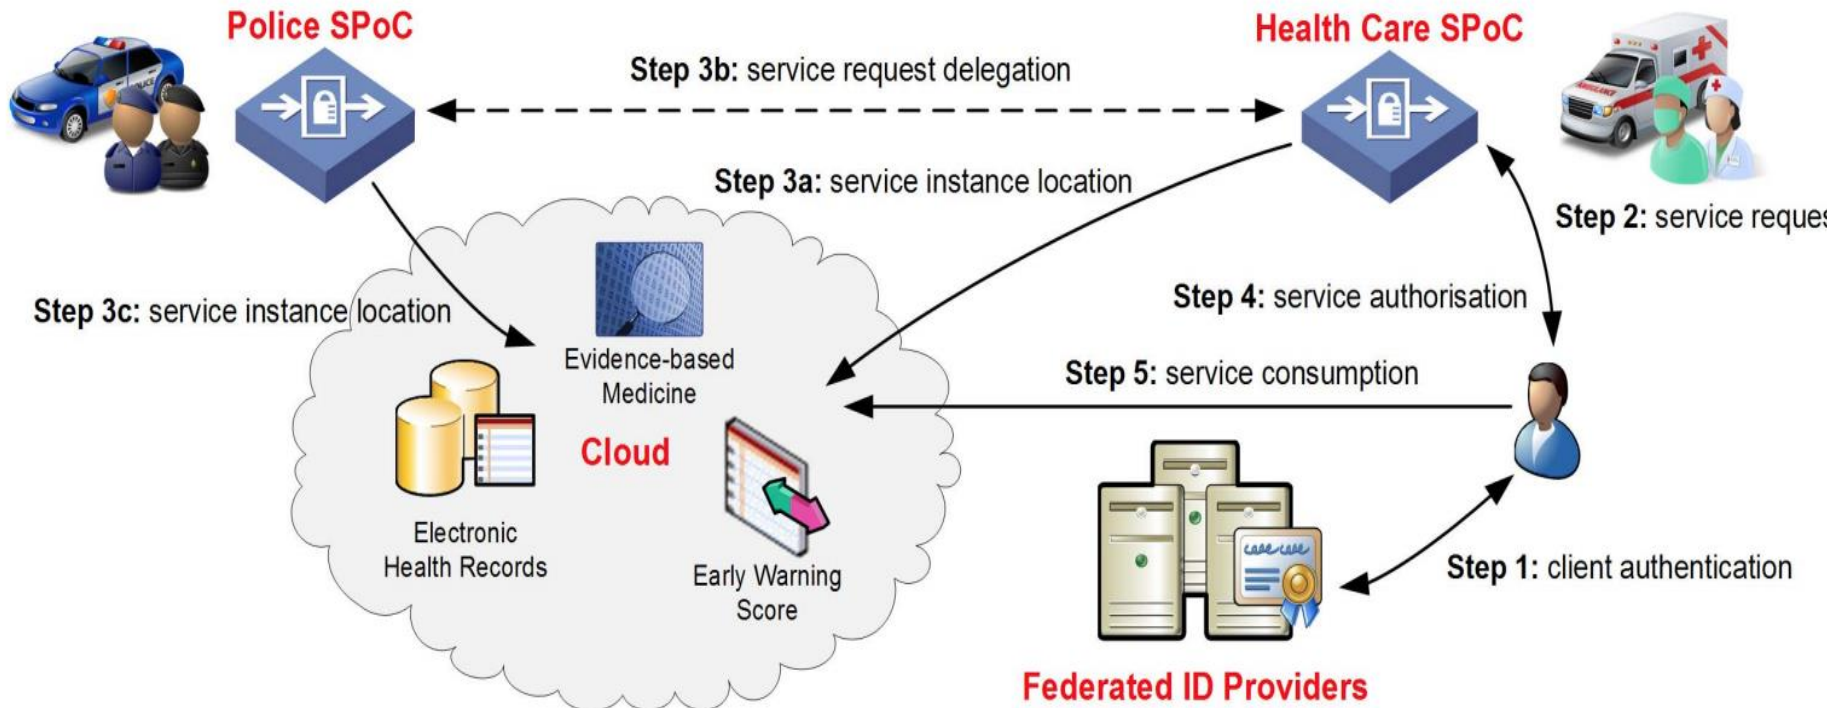 Police SPoC
Health Care SPoC
Step 3b: service request delegation
Step 3a: service instance location
Step 2: service reques
Step 3c: service instance location
Step 4: service authorisation
Evidence-based
Medicine
Step 5: service consumption
Cloud
Electronic
Health Records
Early Warning
Score
Step 1: client authentication
Federated ID Providers
POLICE
AMBULANCE